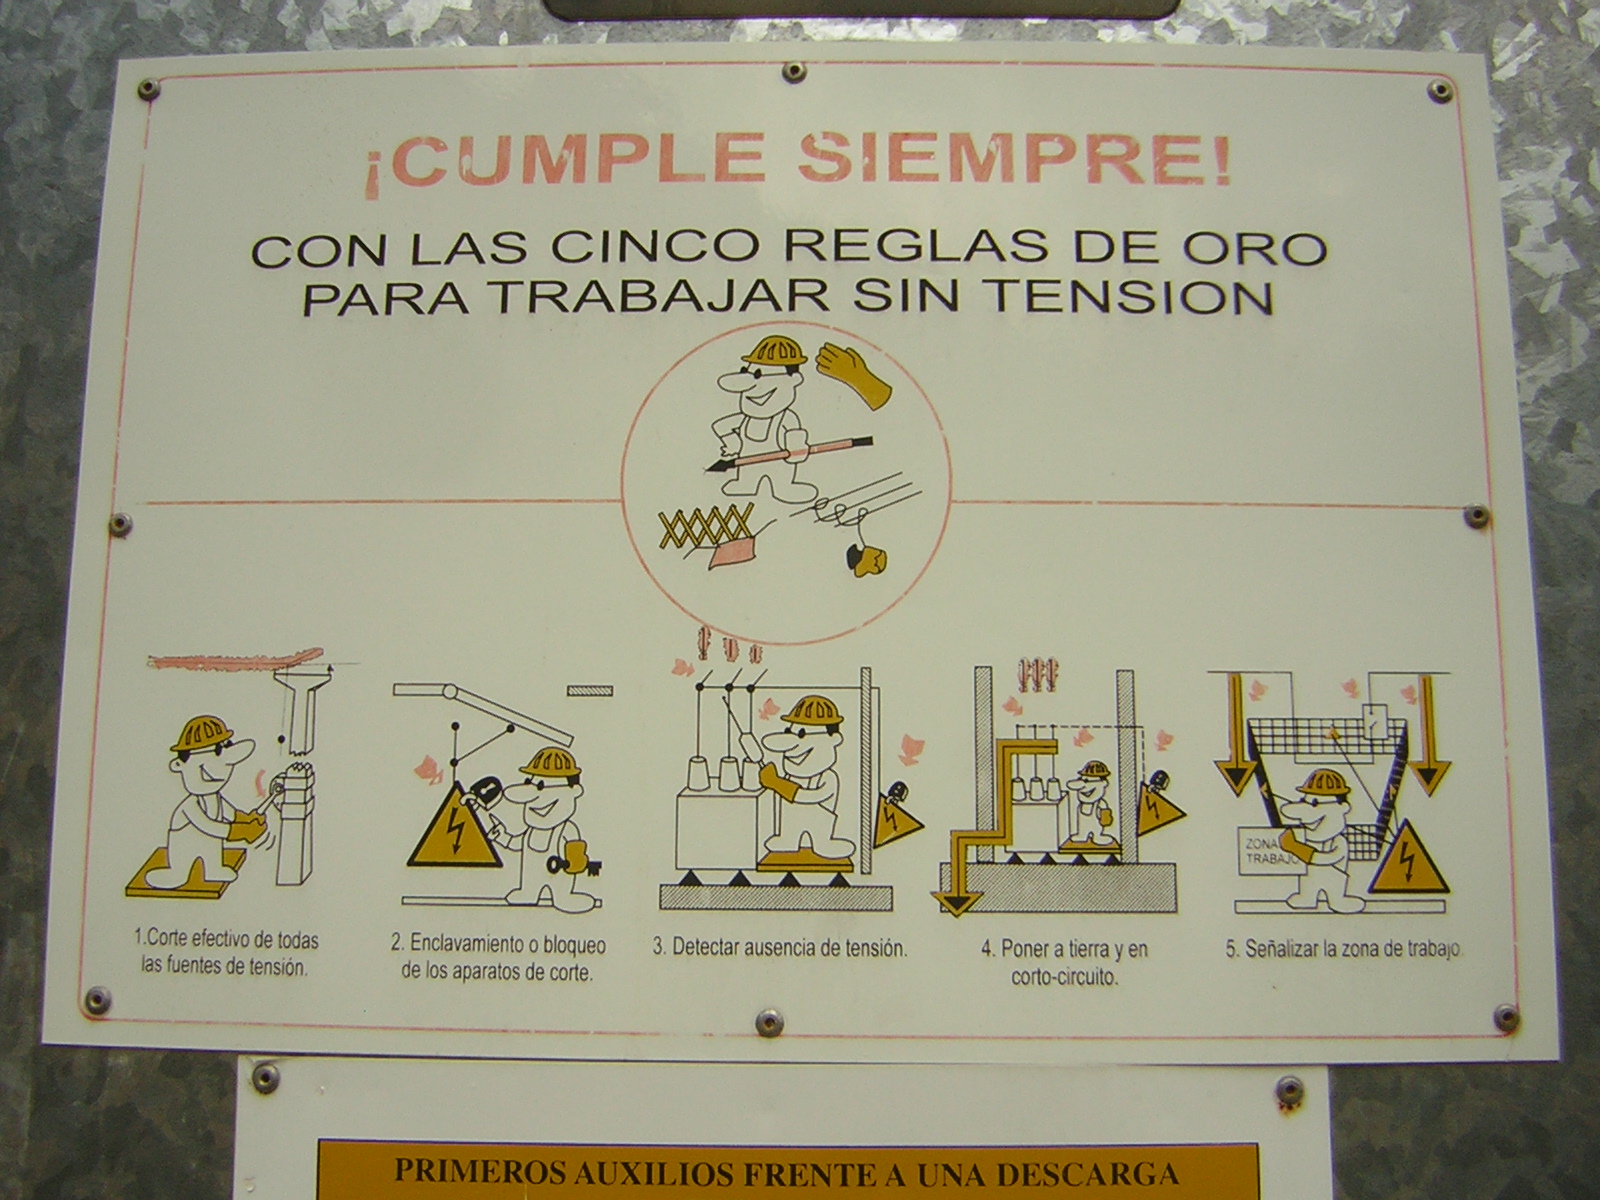 ¡CUMPLE SIEMPRE!
CON LAS CINCO REGLAS DE ORO
PARA TRABAJAR SIN TENSION
ZONA
TRABAJO
1.Corte efectivo de todas
las fuentes de tensión.
2. Enclavamiento o bloqueo
de los aparatos de corte.
3. Detectar ausencia de tensión.
4. Poner a tierra y en
corto-circuito.
5. Señalizar la zona de trabajo.
PRIMEROS AUXILIOS FRENTE A UNA DESCARGA